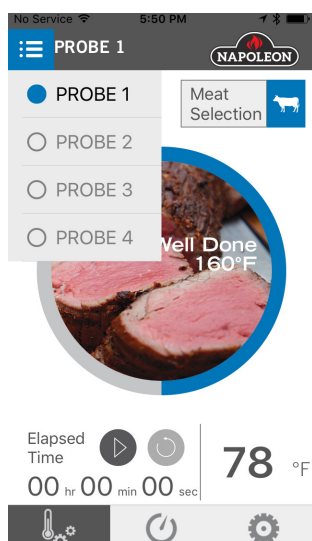 No Service 5:50 PM
PROBE 1
NAPOLEON
PROBE 1
PROBE 2
PROBE 3
PROBE 4
Meat
Selection
Well Done
160°F
Elapsed
Time
00 hr 00 min 00 sec
78 °F